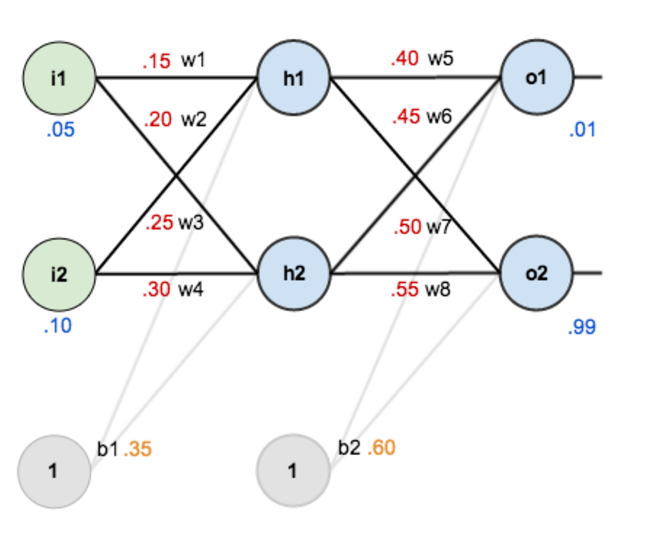 .15 w1
.40 w5
i1
h1
o1
.20 w2
.45 w6
.05
.01
.25 w3
.50 w7
i2
h2
o2
.30 w4
.55 w8
.10
.99
b1 .35
b2 .60
1
1